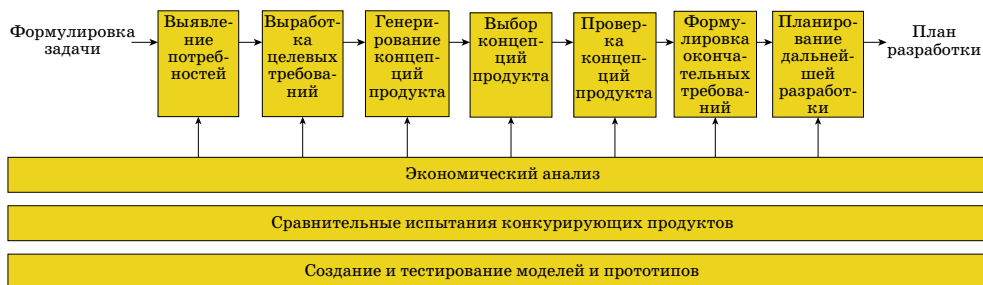 Формулировка
задачи
Выявле-
ние
потреб-
ностей
Выработ-
ка
целевых
требова-
ний
Генери-
рование
концеп-
ций
продукта
Выбор
концеп-
ций
продукта
Провер-
ка
концеп-
ций
продукта
Форму-
лировка
оконча-
тельных
требова-
ний
Планиро-
вание
дальней-
шей
разработ-
ки
План
разработки
Экономический анализ
Сравнительные испытания конкурирующих продуктов
Создание и тестирование моделей и прототипов